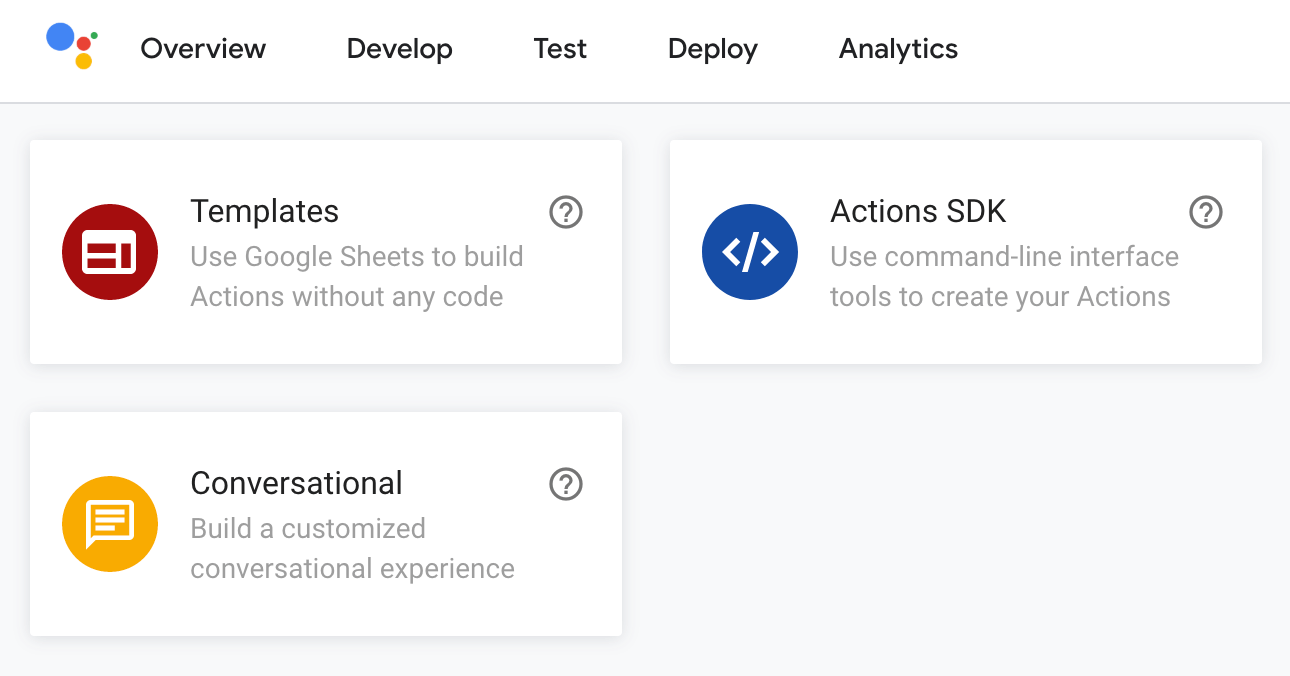 Overview Develop Test Deploy Analytics
Templates
Use Google Sheets to build
Actions without any code
Actions SDK
Use command-line interface
tools to create your Actions
Conversational
Build a customized
conversational experience